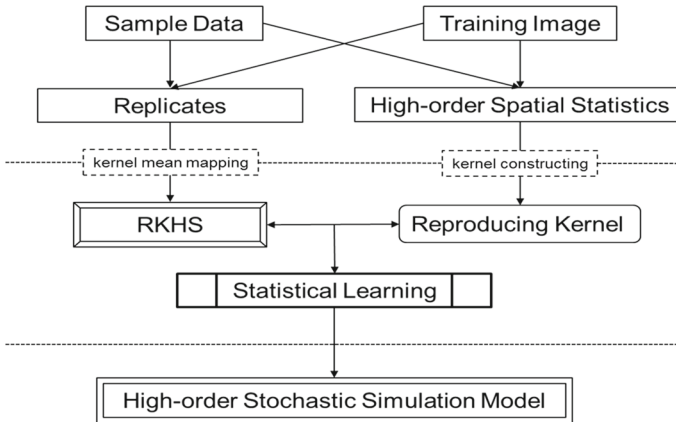 Sample Data
Training Image
Replicates
High-order Spatial Statistics
kernel mean mapping
kernel constructing
RKHS
Reproducing Kernel
Statistical Learning
High-order Stochastic Simulation Model